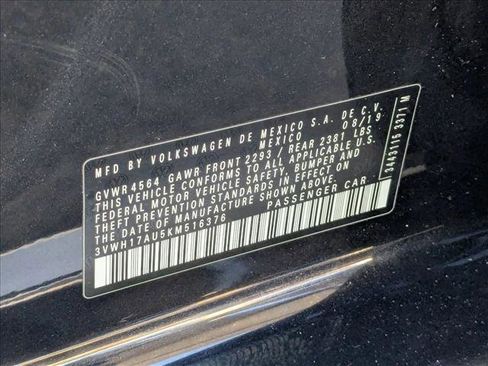 MFD BY VOLKSWAGEN DE MEXICO S.A. DE C.V.
MEXICO 08/19
GVWR 4564 GAWR FRONT 2293 / REAR 2381 LBS
THIS VEHICLE CONFORMS TO ALL APPLICABLE U.S.
FEDERAL MOTOR VEHICLE SAFETY, BUMPER AND
THEFT PREVENTION STANDARDS IN EFFECT ON
THE DATE OF MANUFACTURE SHOWN ABOVE.
3VWH17AU5KM516376 PASSENGER CAR
3443115 3371 M